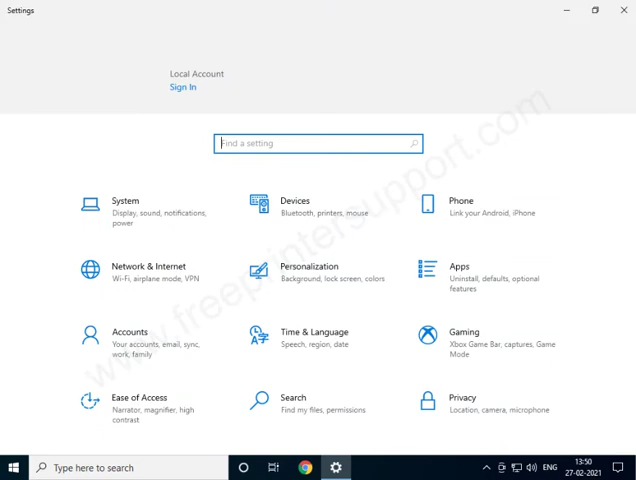 Settings
Local Account
Sign In
Find a setting
System
Display, sound, notifications,
power
Devices
Bluetooth, printers, mouse
Phone
Link your Android, iPhone
Network & Internet
Wi-Fi, airplane mode, VPN
Personalization
Background, lock screen, colors
Apps
Uninstall, defaults, optional
features
Accounts
Your accounts, email, sync,
work, family
Time & Language
Speech, region, date
Gaming
Xbox Game Bar, captures, Game
Mode
Ease of Access
Narrator, magnifier, high
contrast
Search
Find my files, permissions
Privacy
Location, camera, microphone
www.freeprintersupport.com
Type here to search
ENG
13:50
27-02-2021